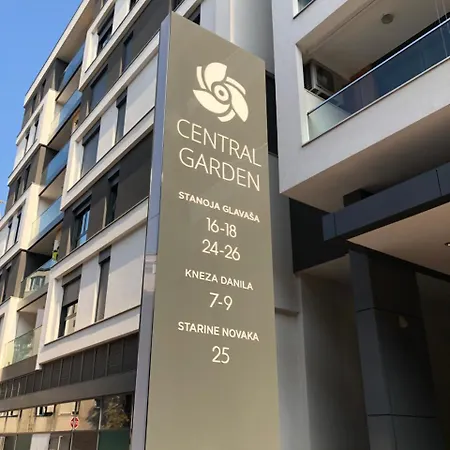 CENTRAL
GARDEN
STANOJA GLAVAŠA
16-18
24-26
KNEZA DANILA
7-9
STARINE NOVAKA
25